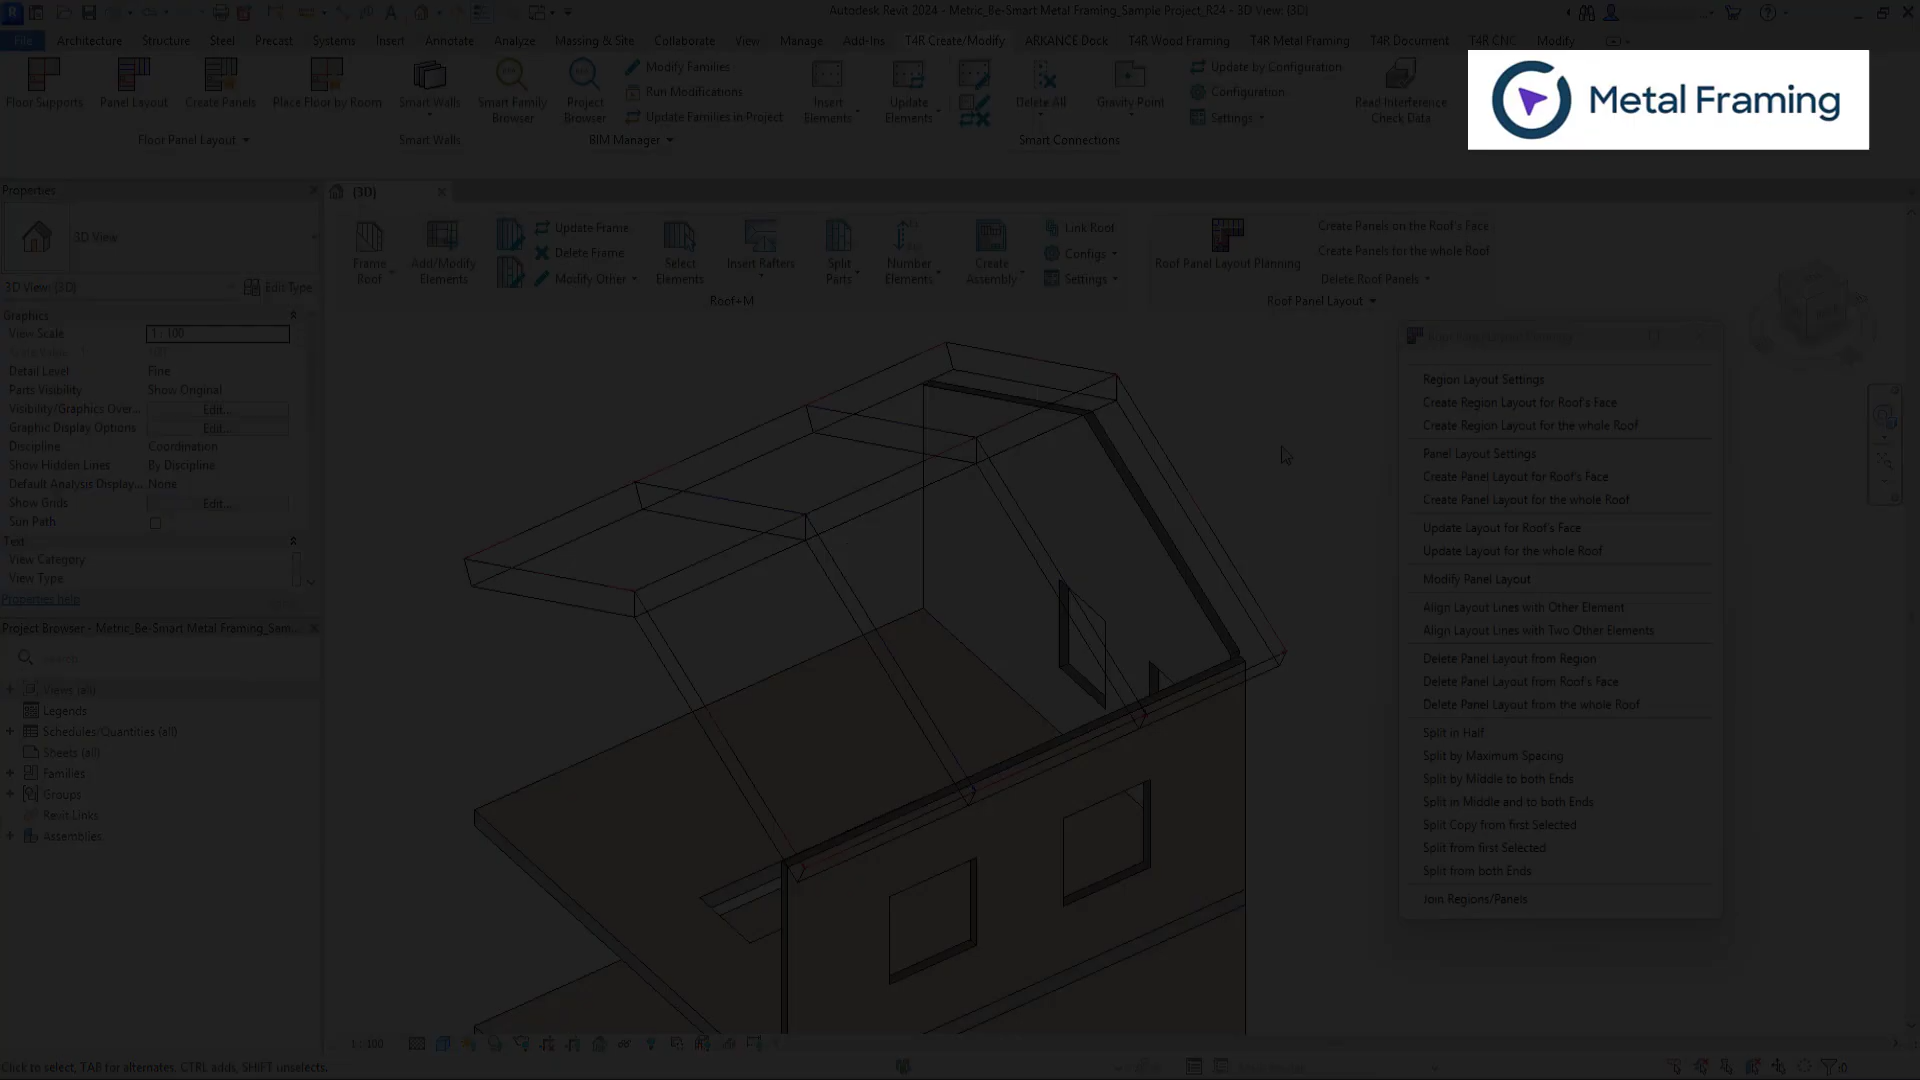 Autodesk Revit 2024 - Metric_Be-Smart Metal Framing_Sample Project_R24 - 3D View: {3D}
File Architecture Structure Steel Precast Systems Insert Annotate Analyze Massing & Site Collaborate View Manage Add-Ins T4R Create/Modify ARKANCE Dock T4R Wood Framing T4R Metal Framing T4R Document T4R CNC Modify
Metal Framing
Floor Supports
Panel Layout
Create Panels
Place Floor by Room
Smart Walls
Smart Family Browser
Project Browser
Modify Families
Run Modifications
Update Families in Project
Insert Elements
Update Elements
Delete All
Gravity Point
Update by Configuration
Configuration
Settings
Read Interference Check Data
Floor Panel Layout
Smart Walls
BIM Manager
Smart Connections
Properties
{3D}
3D View
3D View: {3D}
Edit Type
Graphics
View Scale 1 : 100
Detail Level Fine
Parts Visibility Show Original
Visibility/Graphics Over... Edit...
Graphic Display Options Edit...
Discipline Coordination
Show Hidden Lines By Discipline
Default Analysis Display... None
Show Grids Edit...
Sun Path
Text
View Category
View Type
Properties help
Project Browser - Metric_Be-Smart Metal Framing_Sam...
Search
Views (all)
Legends
Schedules/Quantities (all)
Sheets (all)
Families
Groups
Revit Links
Assemblies
Frame Roof
Add/Modify Elements
Update Frame
Delete Frame
Modify Other
Select Elements
Insert Rafters
Split Parts
Number Elements
Create Assembly
Link Roof
Configs
Settings
Roof+M
Roof Panel Layout Planning
Create Panels on the Roof's Face
Create Panels for the whole Roof
Delete Roof Panels
Roof Panel Layout
Region Layout Settings
Create Region Layout for Roof's Face
Create Region Layout for the whole Roof
Panel Layout Settings
Create Panel Layout for Roof's Face
Create Panel Layout for the whole Roof
Update Layout for Roof's Face
Update Layout for the whole Roof
Modify Panel Layout
Align Layout Lines with Other Element
Align Layout Lines with Two Other Elements
Delete Panel Layout from Region
Delete Panel Layout from Roof's Face
Delete Panel Layout from the whole Roof
Split in Half
Split by Maximum Spacing
Split by Middle to both Ends
Split in Middle and to both Ends
Split Copy from first Selected
Split from first Selected
Split from both Ends
Join Regions/Panels
1 : 100
Click to select, TAB for alternates, CTRL adds, SHIFT unselects.
:0